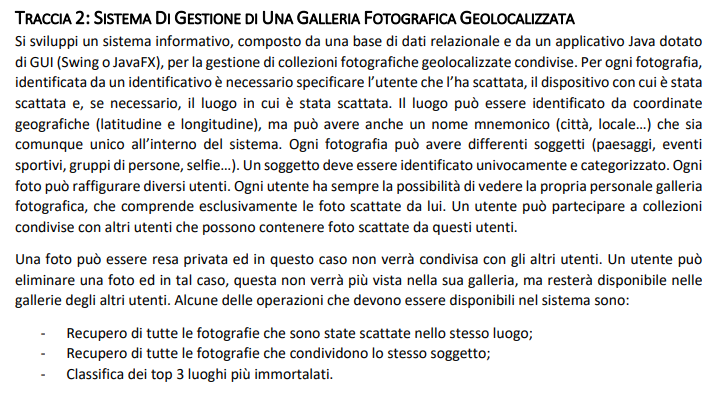 TRACCIA 2: SISTEMA DI GESTIONE DI UNA GALLERIA FOTOGRAFICA GEOLOCALIZZATA
Si sviluppi un sistema informativo, composto da una base di dati relazionale e da un applicativo Java dotato
di GUI (Swing o JavaFX), per la gestione di collezioni fotografiche geolocalizzate condivise. Per ogni fotografia,
identificata da un identificativo è necessario specificare l’utente che l’ha scattata, il dispositivo con cui è stata
scattata e, se necessario, il luogo in cui è stata scattata. Il luogo può essere identificato da coordinate
geografiche (latitudine e longitudine), ma può avere anche un nome mnemonico (città, locale…) che sia
comunque unico all’interno del sistema. Ogni fotografia può avere differenti soggetti (paesaggi, eventi
sportivi, gruppi di persone, selfie…). Un soggetto deve essere identificato univocamente e categorizzato. Ogni
foto può raffigurare diversi utenti. Ogni utente ha sempre la possibilità di vedere la propria personale galleria
fotografica, che comprende esclusivamente le foto scattate da lui. Un utente può partecipare a collezioni
condivise con altri utenti che possono contenere foto scattate da questi utenti.
Una foto può essere resa privata ed in questo caso non verrà condivisa con gli altri utenti. Un utente può
eliminare una foto ed in tal caso, questa non verrà più vista nella sua galleria, ma resterà disponibile nelle
gallerie degli altri utenti. Alcune delle operazioni che devono essere disponibili nel sistema sono:
- Recupero di tutte le fotografie che sono state scattate nello stesso luogo;
- Recupero di tutte le fotografie che condividono lo stesso soggetto;
- Classifica dei top 3 luoghi più immortalati.